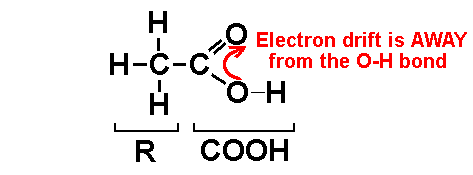 H O Electron drift is AWAY
from the O-H bond
H C C
O H
H
R COOH